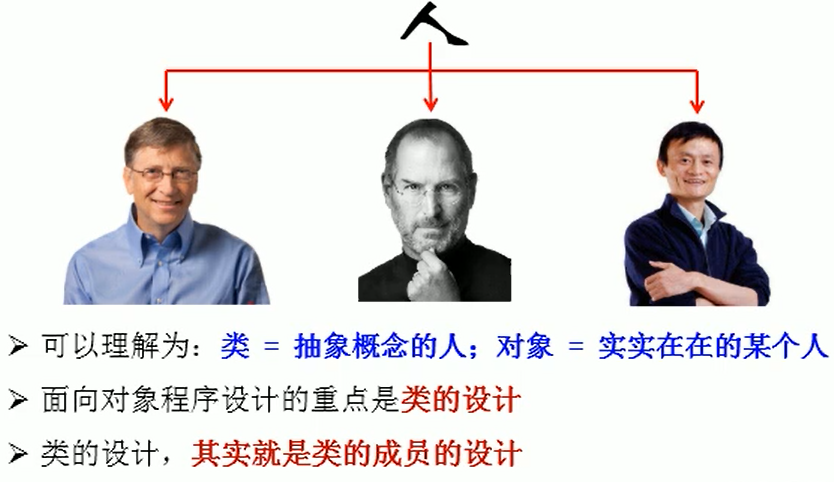 人
可以理解为：类 = 抽象概念的人；对象 = 实实在在的某个人
面向对象程序设计的重点是类的设计
类的设计，其实就是类的成员的设计